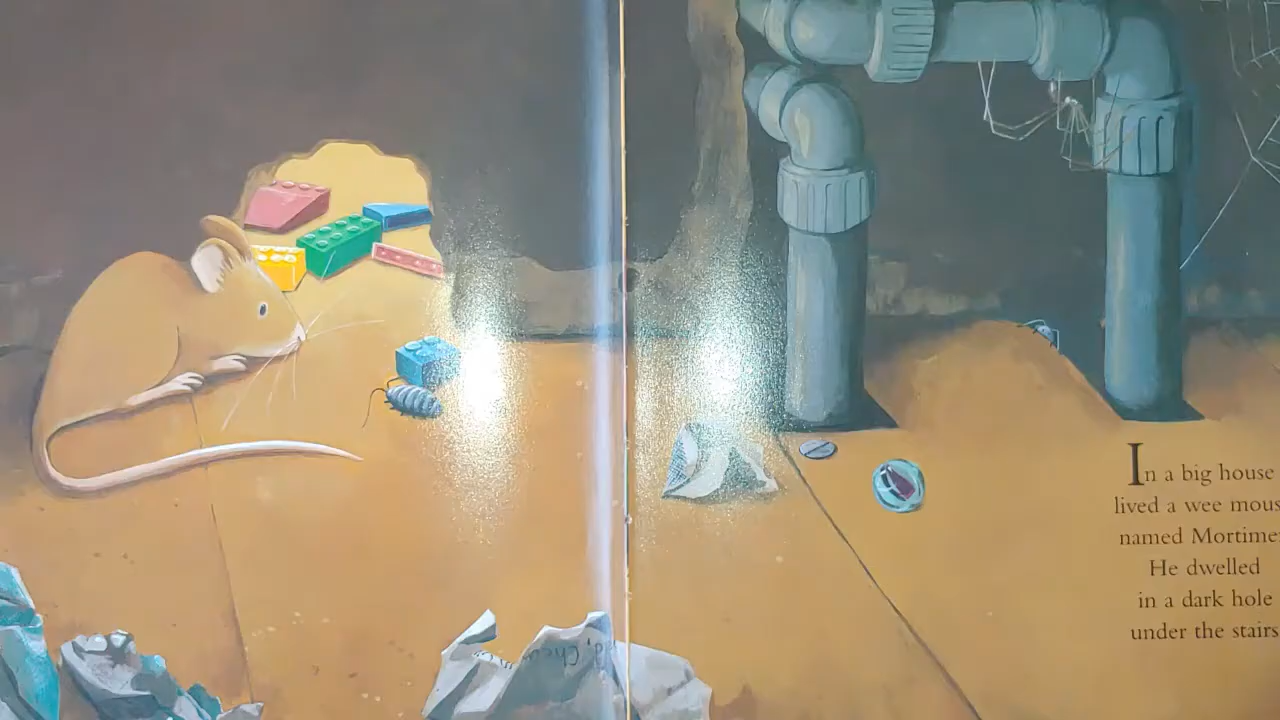 In a big house
lived a wee mous
named Mortime
He dwelled
in a dark hole
under the stairs